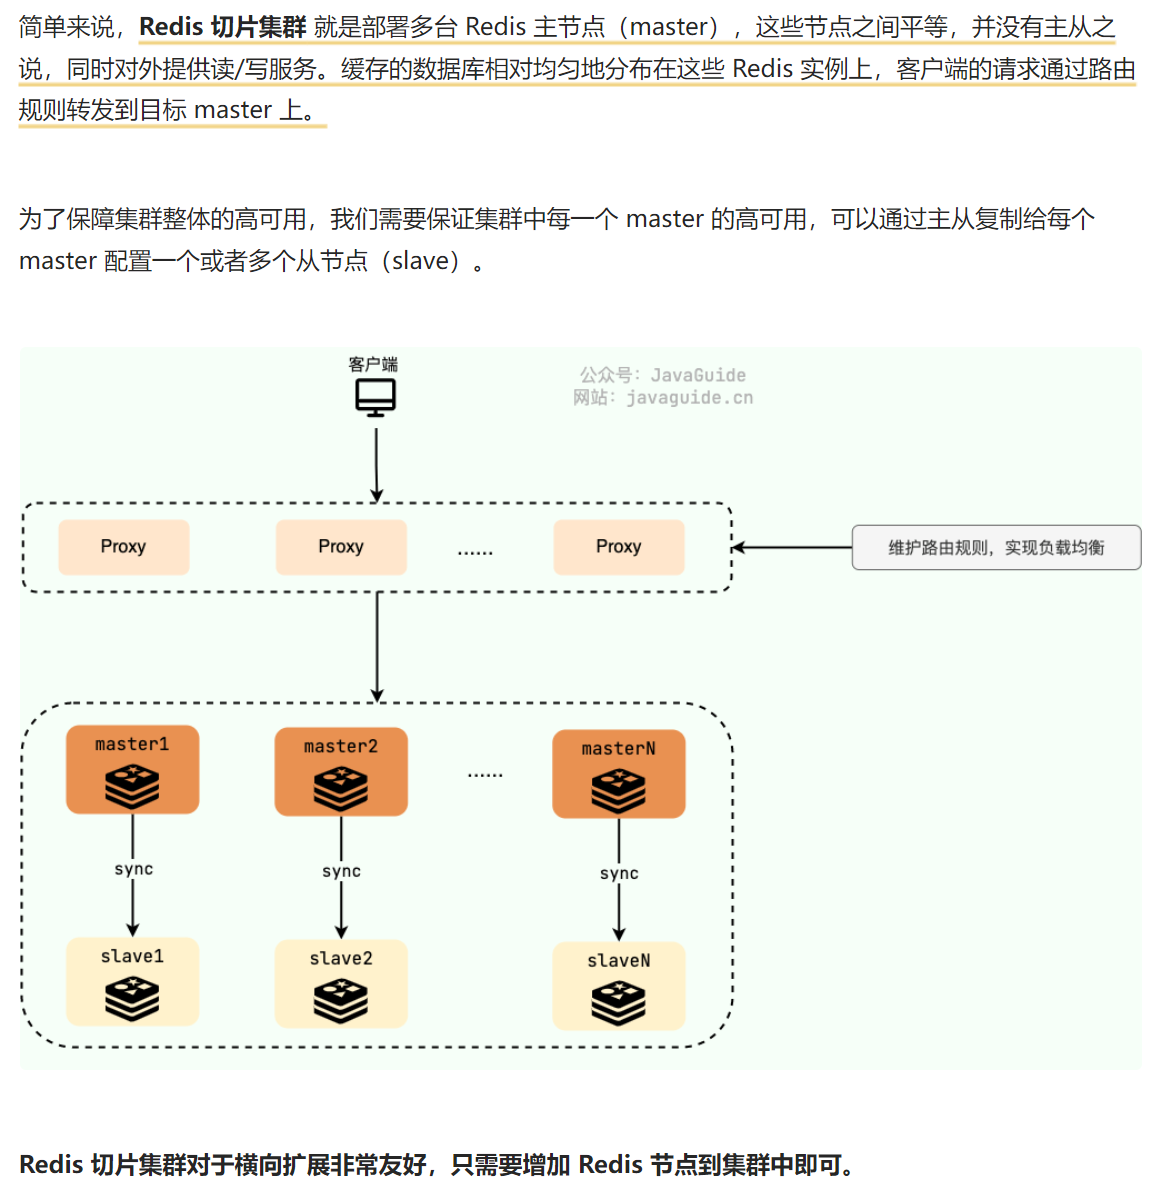 简单来说，Redis 切片集群 就是部署多台 Redis 主节点（master），这些节点之间平等，并没有主从之
说，同时对外提供读/写服务。缓存的数据库相对均匀地分布在这些 Redis 实例上，客户端的请求通过路由
规则转发到目标 master 上。
为了保障集群整体的高可用，我们需要保证集群中每一个 master 的高可用，可以通过主从复制给每个
master 配置一个或者多个从节点（slave）。
客户端
公众号：JavaGuide
网站：javaguide.cn
Proxy
Proxy
......
Proxy
维护路由规则，实现负载均衡
master1
master2
......
masterN
sync
sync
sync
slave1
slave2
slaveN
Redis 切片集群对于横向扩展非常友好，只需要增加 Redis 节点到集群中即可。